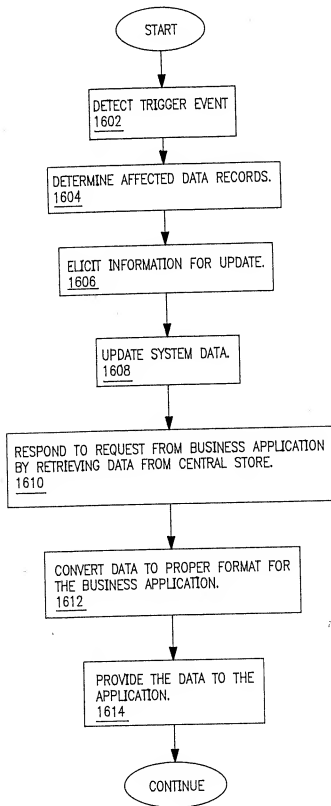 START
DETECT TRIGGER EVENT
1602
DETERMINE AFFECTED DATA RECORDS.
1604
ELICIT INFORMATION FOR UPDATE.
1606
UPDATE SYSTEM DATA.
1608
RESPOND TO REQUEST FROM BUSINESS APPLICATION
BY RETRIEVING DATA FROM CENTRAL STORE.
1610
CONVERT DATA TO PROPER FORMAT FOR
THE BUSINESS APPLICATION.
1612
PROVIDE THE DATA TO THE
APPLICATION.
1614
CONTINUE